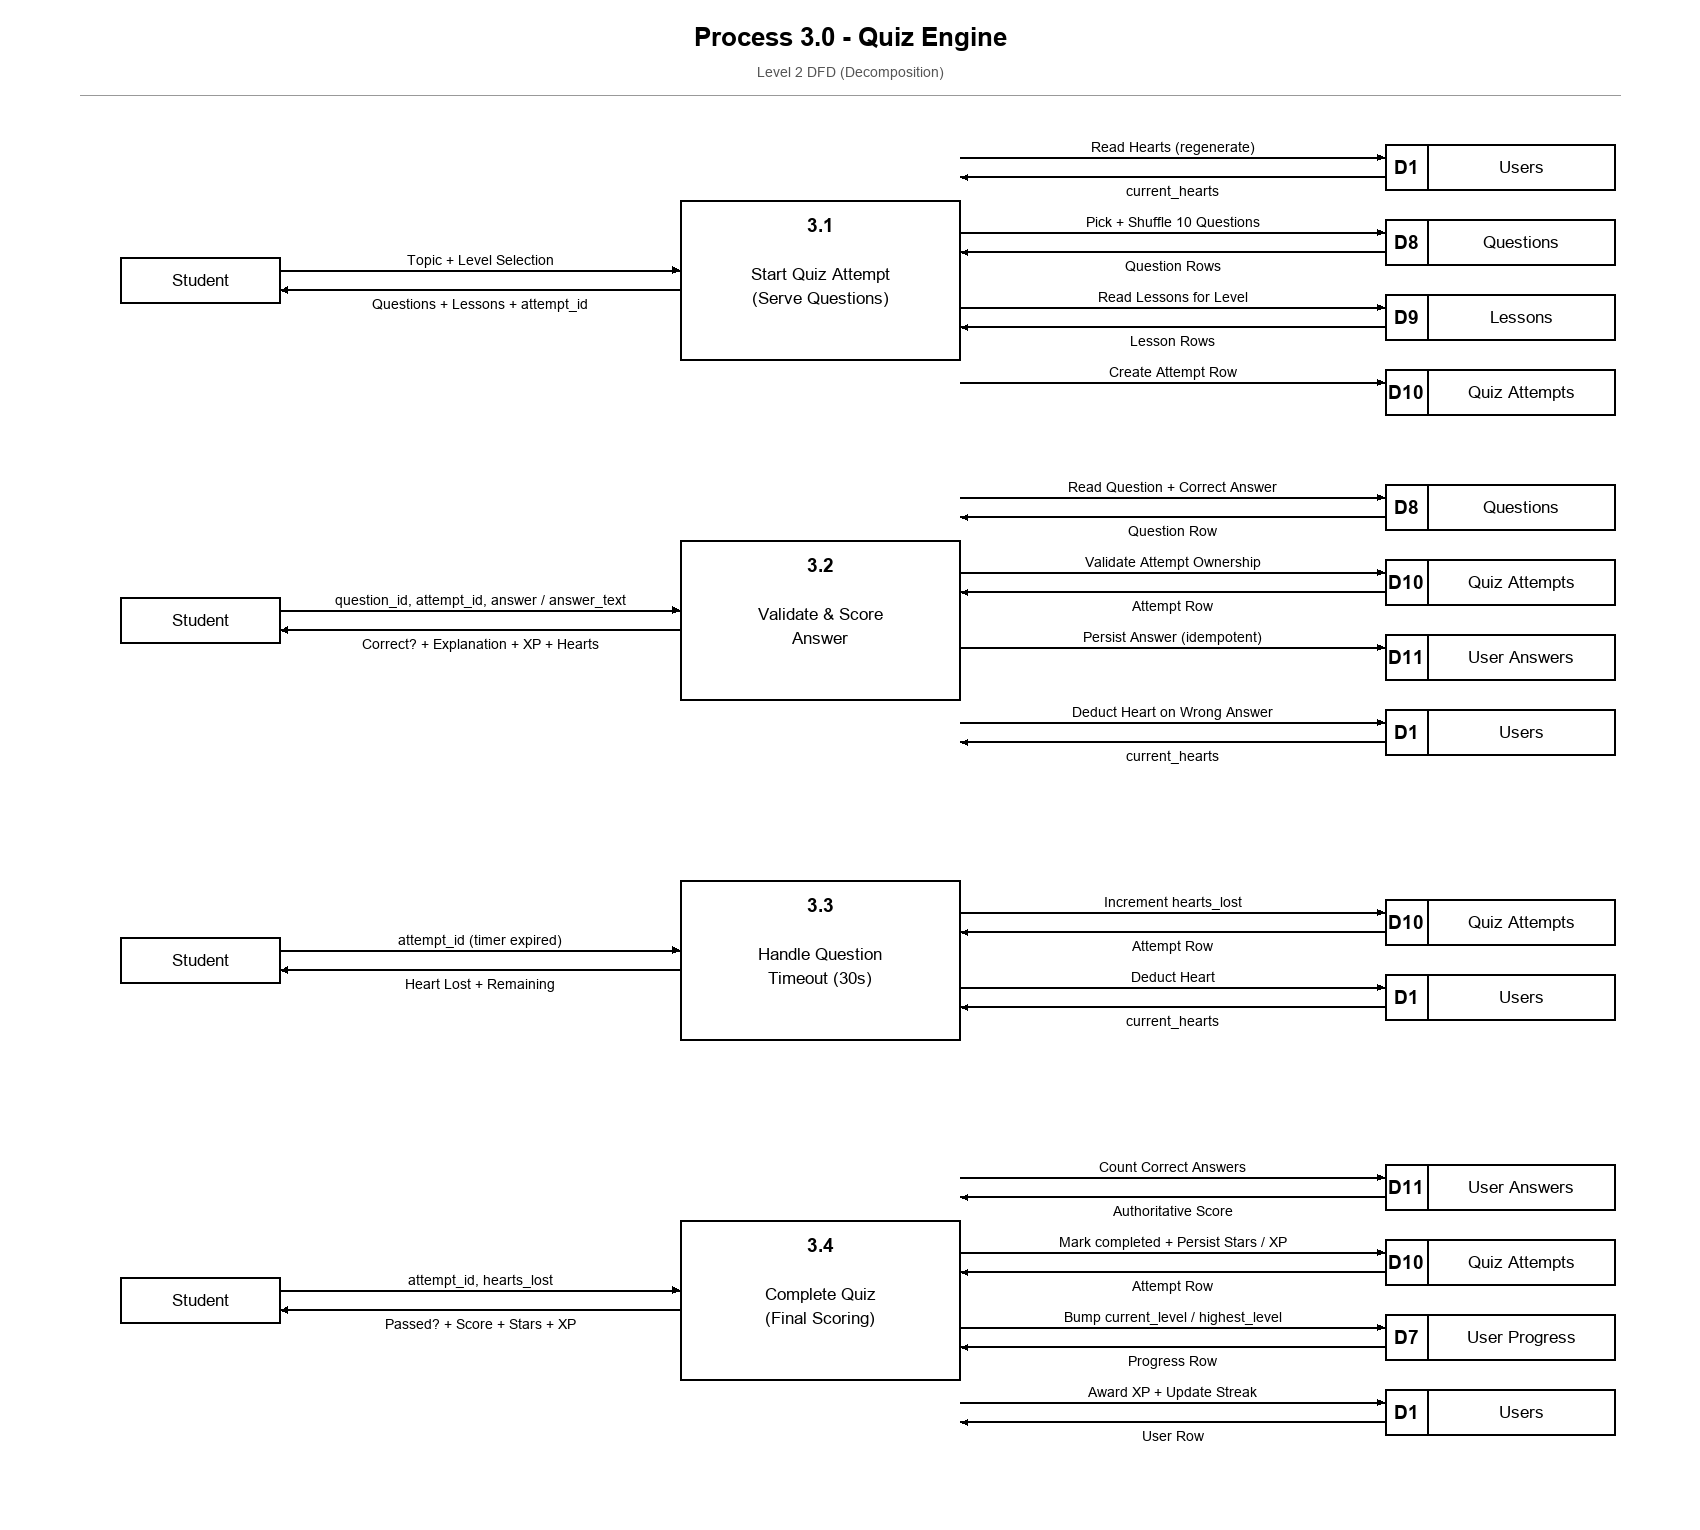 Process 3.0 - Quiz Engine
Level 2 DFD (Decomposition)
Student
Topic + Level Selection
Questions + Lessons + attempt_id
3.1
Start Quiz Attempt
(Serve Questions)
Read Hearts (regenerate)
current_hearts
D1
Users
Pick + Shuffle 10 Questions
Question Rows
D8
Questions
Read Lessons for Level
Lesson Rows
D9
Lessons
Create Attempt Row
D10
Quiz Attempts
Student
question_id, attempt_id, answer / answer_text
Correct? + Explanation + XP + Hearts
3.2
Validate & Score
Answer
Read Question + Correct Answer
Question Row
D8
Questions
Validate Attempt Ownership
Attempt Row
D10
Quiz Attempts
Persist Answer (idempotent)
D11
User Answers
Deduct Heart on Wrong Answer
current_hearts
D1
Users
Student
attempt_id (timer expired)
Heart Lost + Remaining
3.3
Handle Question
Timeout (30s)
Increment hearts_lost
Attempt Row
D10
Quiz Attempts
Deduct Heart
current_hearts
D1
Users
Student
attempt_id, hearts_lost
Passed? + Score + Stars + XP
3.4
Complete Quiz
(Final Scoring)
Count Correct Answers
Authoritative Score
D11
User Answers
Mark completed + Persist Stars / XP
Attempt Row
D10
Quiz Attempts
Bump current_level / highest_level
Progress Row
D7
User Progress
Award XP + Update Streak
User Row
D1
Users